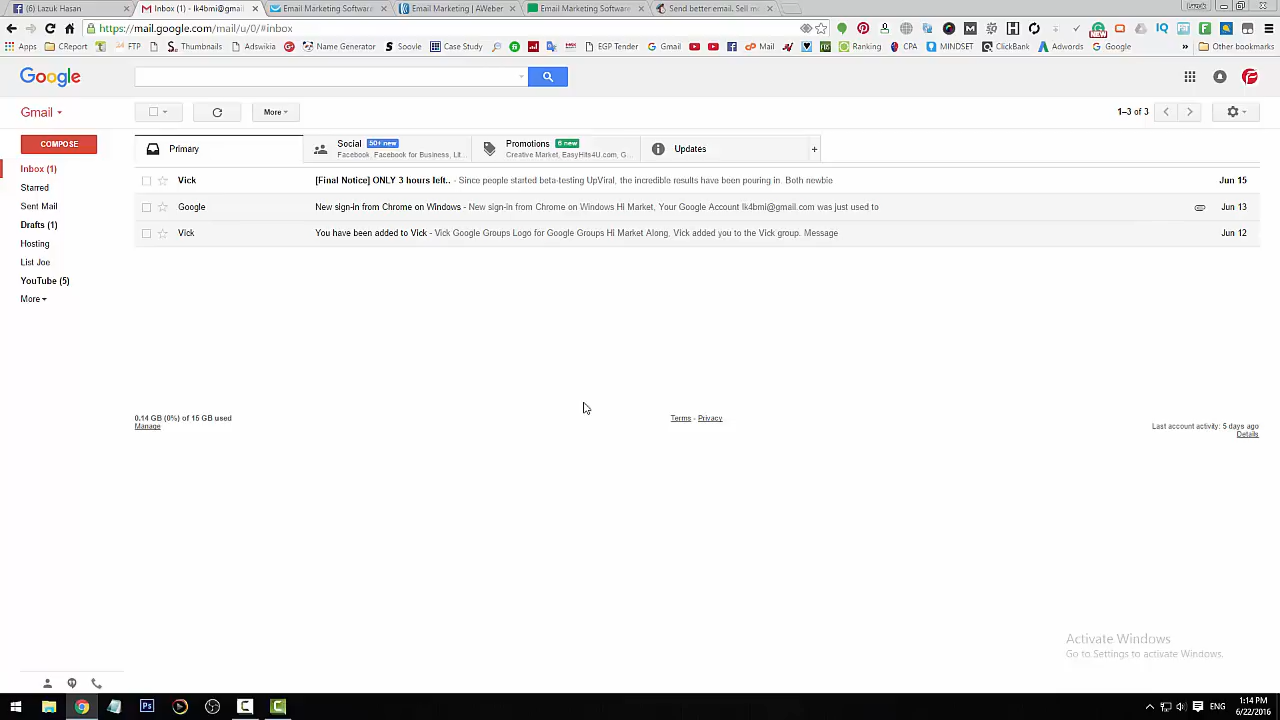 (6) Lazuk Hasan
Inbox (1) - lk4bmi@gmail
Email Marketing Software
Email Marketing | AWeber
Email Marketing Software
Send better email. Sell m
https://mail.google.com/mail/u/0/#inbox
Apps CReport FTP Thumbnails Adswikia Name Generator Soovle Case Study EGP Tender Gmail Mail Ranking CPA MINDSET ClickBank Adwords Google » Other bookmarks
Google
Gmail
More
1–3 of 3
COMPOSE
Primary
Social 50+ new
Facebook, Facebook for Business, Lit...
Promotions 6 new
Creative Market, EasyHits4U.com, G...
Updates
+
Inbox (1)
Starred
Sent Mail
Drafts (1)
Hosting
List Joe
YouTube (5)
More
Vick [Final Notice] ONLY 3 hours left.. - Since people started beta-testing UpViral, the incredible results have been pouring in. Both newbie Jun 15
Google New sign-in from Chrome on Windows - New sign-in from Chrome on Windows Hi Market, Your Google Account lk4bmi@gmail.com was just used to Jun 13
Vick You have been added to Vick - Vick Google Groups Logo for Google Groups Hi Market Along, Vick added you to the Vick group. Message Jun 12
0.14 GB (0%) of 15 GB used
Manage
Terms - Privacy
Last account activity: 5 days ago
Details
Activate Windows
Go to Settings to activate Windows.
ENG
1:14 PM
6/22/2016